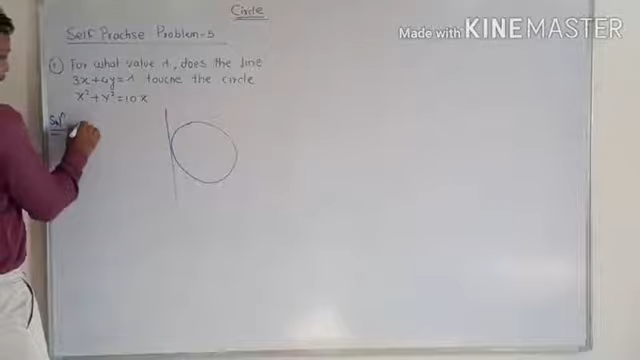 Circle
Made with KINEMASTER
Self Practise Problem-5
1) For what value λ, does the line
3x+4y=λ touche the circle
x²+y²=10x
Solⁿ